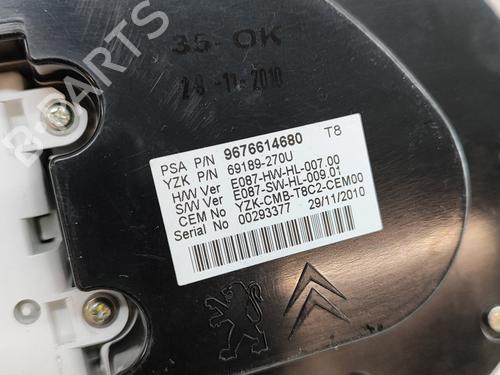 35-OK
29-11-2010
PSA P/N 9676614680 T8
YZK P/N 69189-270U
H/W Ver E087-HW-HL-007.00
S/W Ver E087-SW-HL-009.01
CEM No YZK-CMB-T8C2-CEM00
Serial No 00293377 29/11/2010
B-PARTS